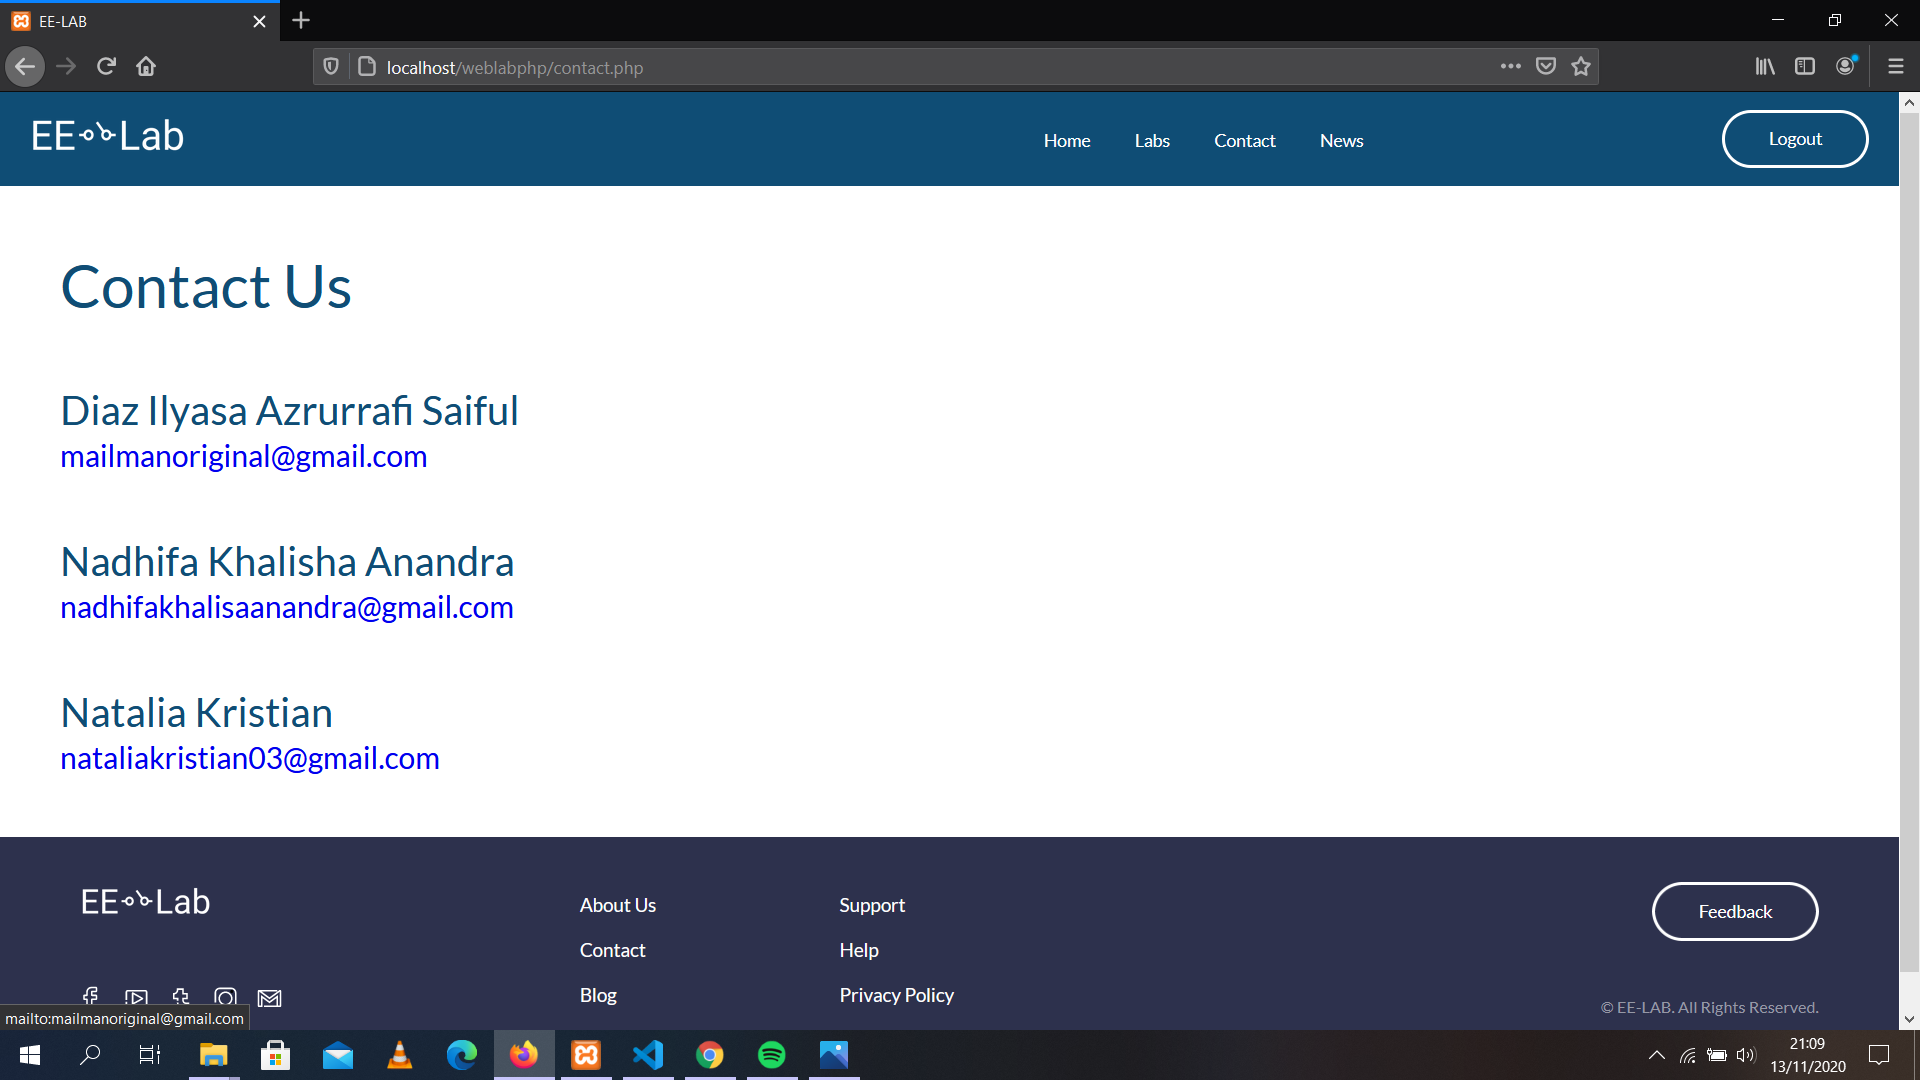 EE-LAB
localhost/weblabphp/contact.php
EE Lab
Home
Labs
Contact
News
Logout
Contact Us
Diaz Ilyasa Azrurrafi Saiful
mailmanoriginal@gmail.com
Nadhifa Khalisha Anandra
nadhifakhalisaanandra@gmail.com
Natalia Kristian
nataliakristian03@gmail.com
EE Lab
About Us
Contact
Blog
Support
Help
Privacy Policy
Feedback
© EE-LAB. All Rights Reserved.
mailto:mailmanoriginal@gmail.com
21:09
13/11/2020